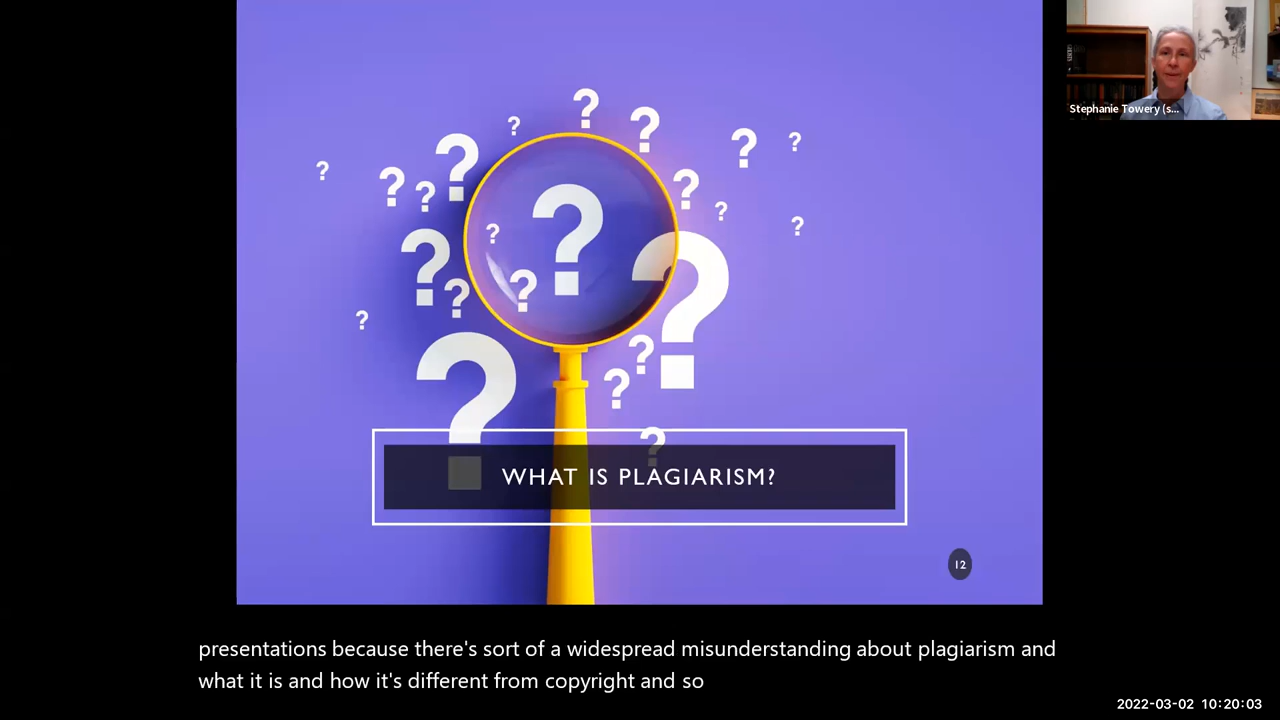 Stephanie Towery (s...
WHAT IS PLAGIARISM?
12
presentations because there's sort of a widespread misunderstanding about plagiarism and
what it is and how it's different from copyright and so
2022-03-02 10:20:03